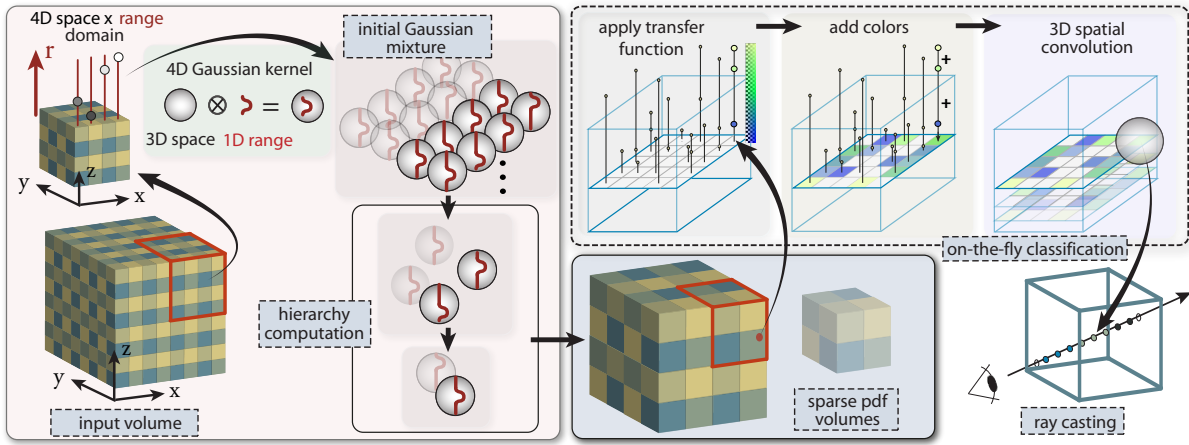 4D space x range
domain
r
4D Gaussian kernel
⊗ =
3D space 1D range
z
y
x
initial Gaussian
mixture
z
y
x
input volume
hierarchy
computation
apply transfer
function
add colors
+
+
3D spatial
convolution
on-the-fly classification
sparse pdf
volumes
ray casting